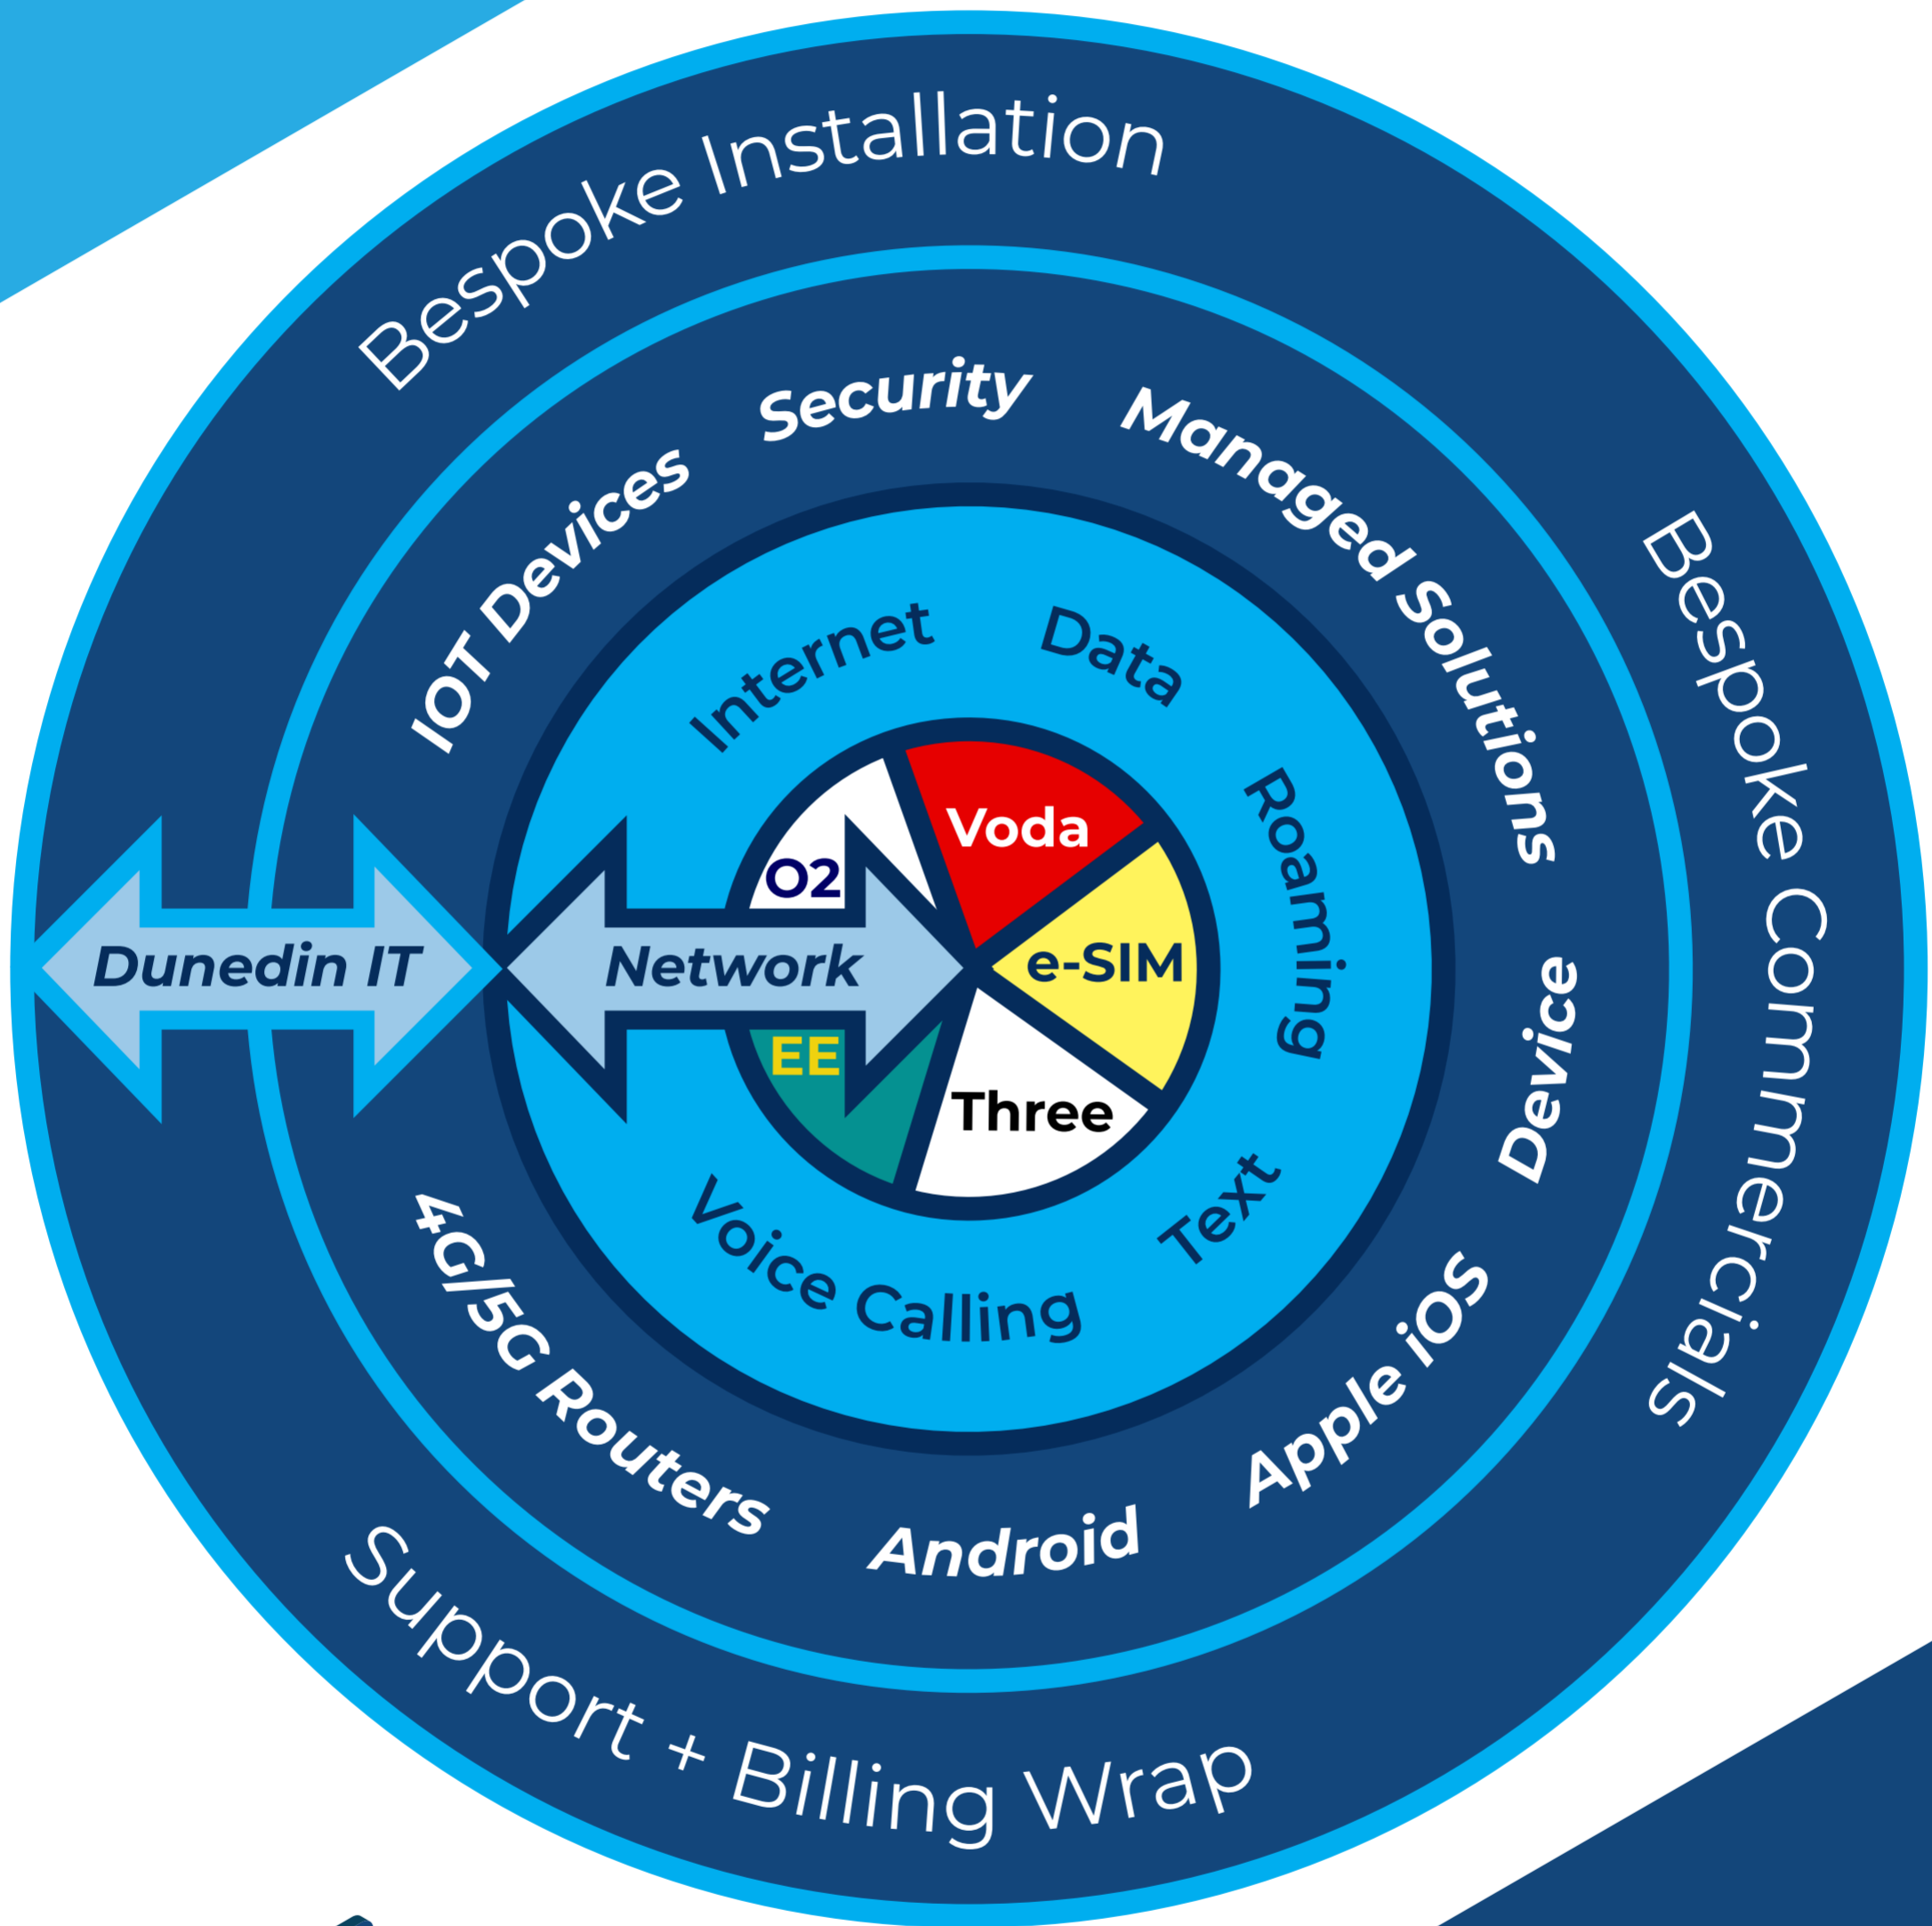 Bespoke Installation
Bespoke Commercials
Support + Billing Wrap
IOT Devices
Security
Managed Solutions
Device
Apple iOS
Android
4G/5G Routers
Internet
Data
Roaming
Text
Voice Calling
O2
Voda
e-SIM
Three
EE
Dunedin IT
Network